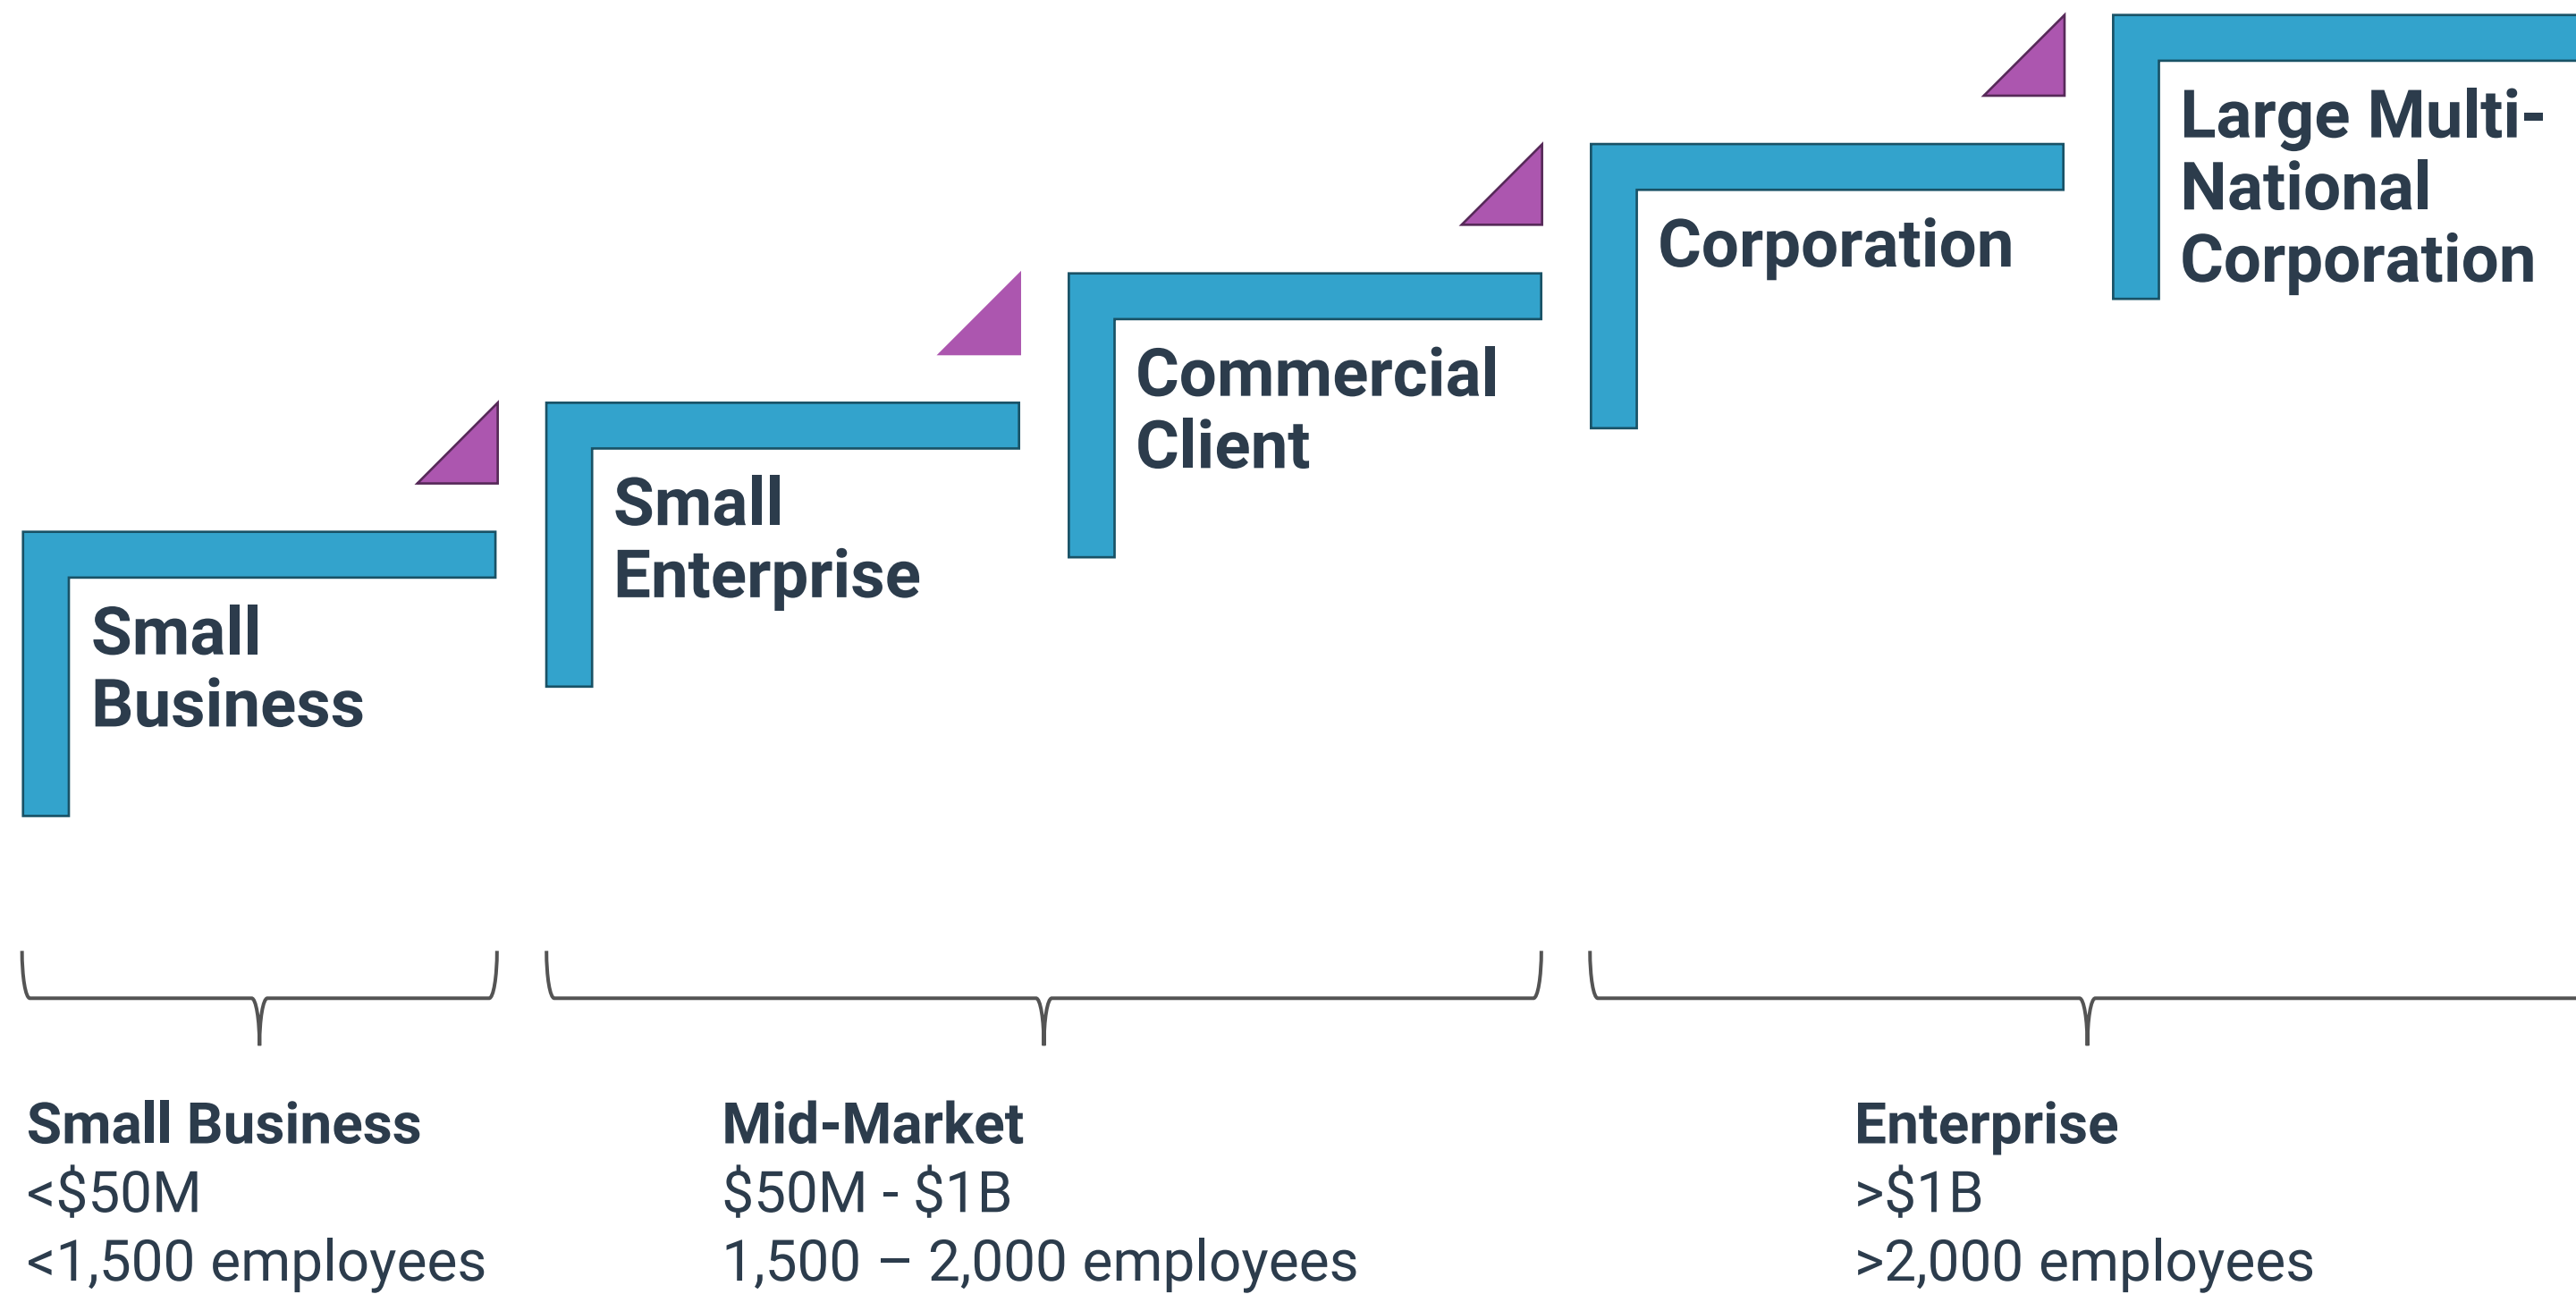 Small
Business
Small
Enterprise
Commercial
Client
Corporation
Large Multi-
National
Corporation
Small Business
<$50M
<1,500 employees
Mid-Market
$50M - $1B
1,500 – 2,000 employees
Enterprise
>$1B
>2,000 employees